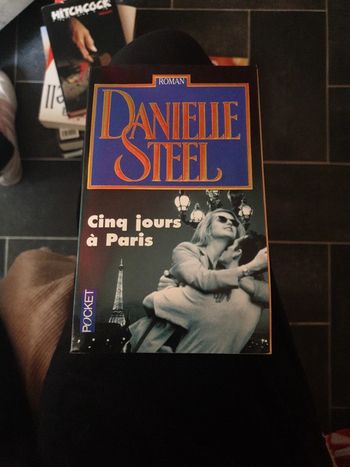 HITCHCOCK
ROMAN
DANIELLE
STEEL
Cinq jours
à Paris
POCKET